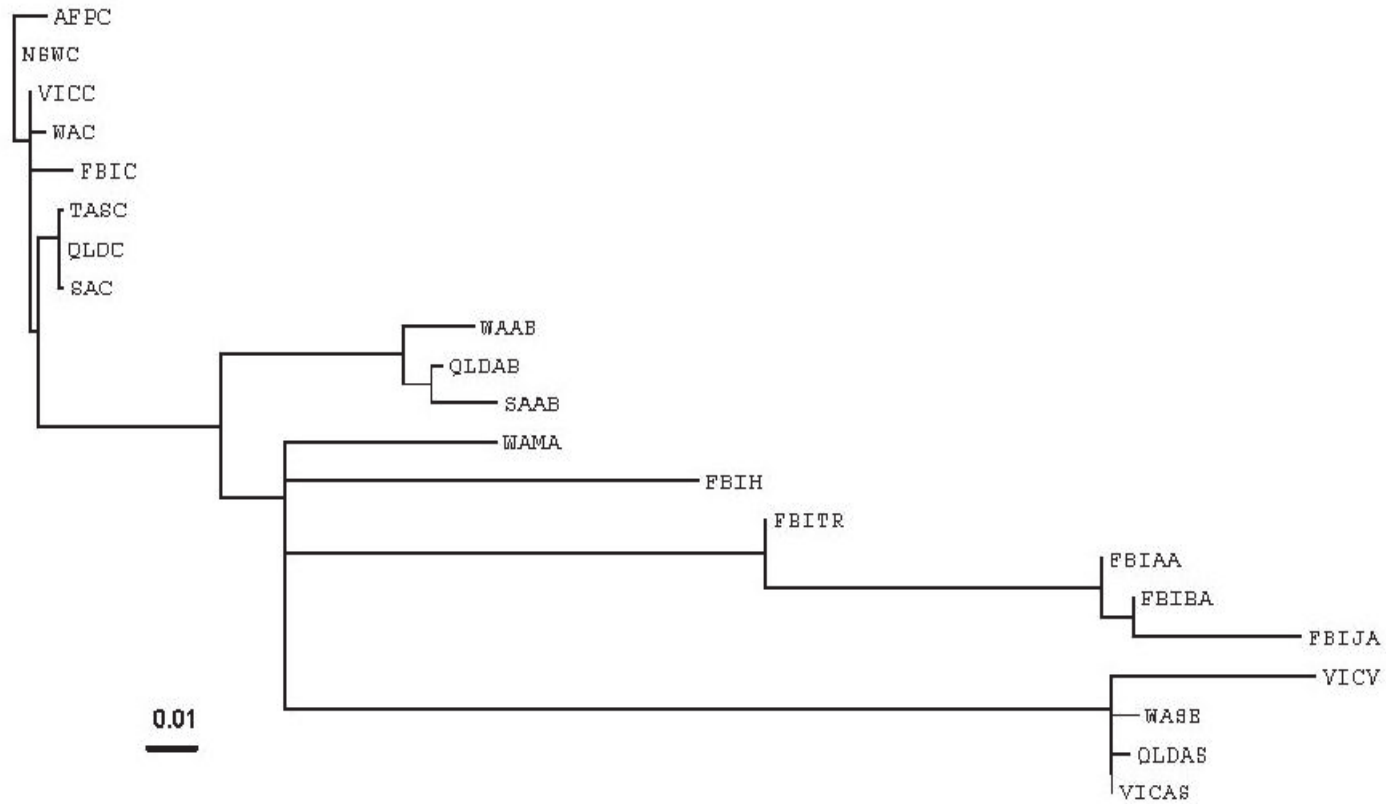 AFPC
NSWC
VICC
WAC
FBIC
TASC
QLDC
SAC
WAAB
QLDAB
SAAB
WAMA
FBIH
FBITR
FBIAA
FBIBA
FBIJA
VICV
0.01
WASE
QLDAS
VICAS